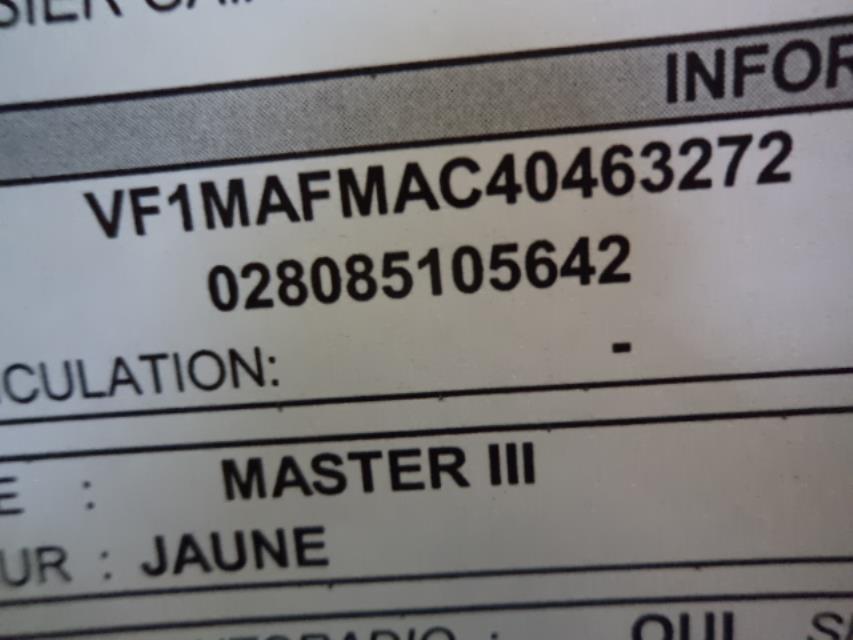 INFOR
VF1MAFMAC40463272
028085105642
CULATION: -
E : MASTER III
UR : JAUNE
OUI